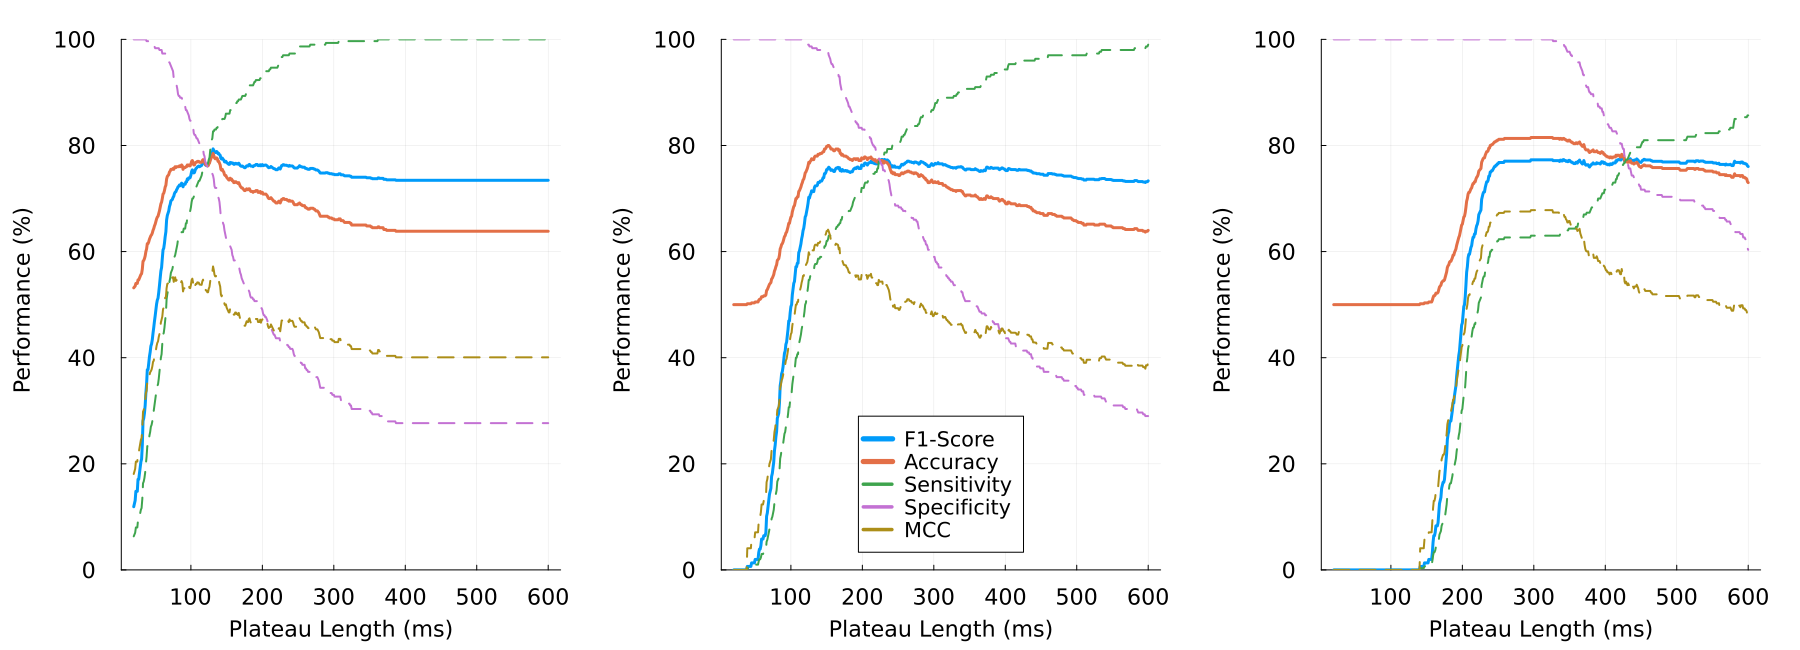 Performance (%)
100
80
60
40
20
0
100 200 300 400 500 600
Plateau Length (ms)
Performance (%)
100
80
60
40
20
0
F1-Score
Accuracy
Sensitivity
Specificity
MCC
100 200 300 400 500 600
Plateau Length (ms)
Performance (%)
100
80
60
40
20
0
100 200 300 400 500 600
Plateau Length (ms)